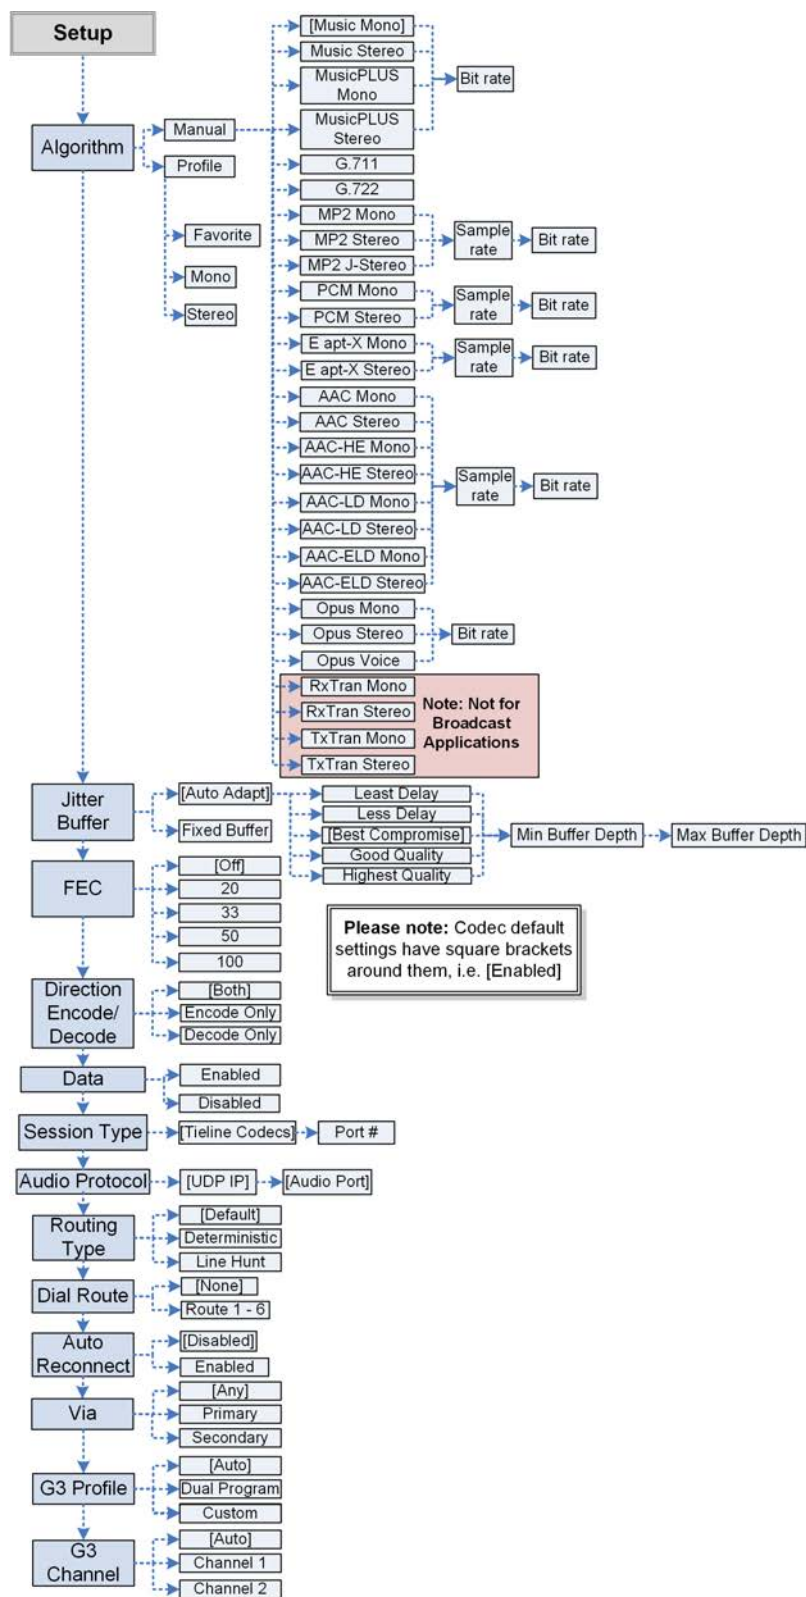 Setup
Algorithm
Manual
Profile
Favorite
Mono
Stereo
[Music Mono]
Music Stereo
MusicPLUS
Mono
MusicPLUS
Stereo
Bit rate
G.711
G.722
MP2 Mono
MP2 Stereo
MP2 J-Stereo
Sample
rate
Bit rate
PCM Mono
PCM Stereo
Sample
rate
Bit rate
E apt-X Mono
E apt-X Stereo
Sample
rate
Bit rate
AAC Mono
AAC Stereo
AAC-HE Mono
AAC-HE Stereo
AAC-LD Mono
AAC-LD Stereo
AAC-ELD Mono
AAC-ELD Stereo
Sample
rate
Bit rate
Opus Mono
Opus Stereo
Opus Voice
Bit rate
RxTran Mono
RxTran Stereo
TxTran Mono
TxTran Stereo
Note: Not for
Broadcast
Applications
Jitter
Buffer
[Auto Adapt]
Fixed Buffer
Least Delay
Less Delay
[Best Compromise]
Good Quality
Highest Quality
Min Buffer Depth
Max Buffer Depth
FEC
[Off]
20
33
50
100
Please note: Codec default
settings have square brackets
around them, i.e. [Enabled]
Direction
Encode/
Decode
[Both]
Encode Only
Decode Only
Data
Enabled
Disabled
Session Type
[Tieline Codecs]
Port #
Audio Protocol
[UDP IP]
[Audio Port]
Routing
Type
[Default]
Deterministic
Line Hunt
Dial Route
[None]
Route 1 - 6
Auto
Reconnect
[Disabled]
Enabled
Via
[Any]
Primary
Secondary
G3 Profile
[Auto]
Dual Program
Custom
G3
Channel
[Auto]
Channel 1
Channel 2